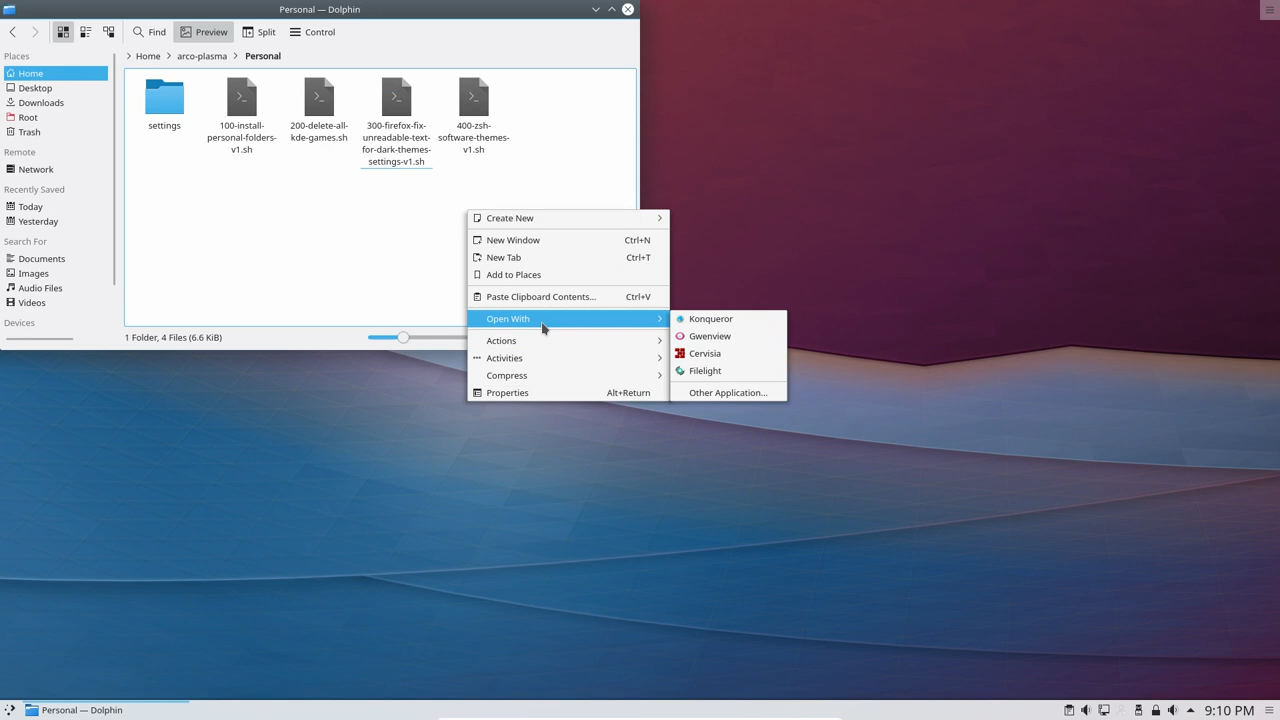 Personal — Dolphin
Find
Preview
Split
Control
Home
arco-plasma
Personal
Places
Home
Desktop
Downloads
Root
Trash
Remote
Network
Recently Saved
Today
Yesterday
Search For
Documents
Images
Audio Files
Videos
Devices
settings
100-install-
personal-folders-
v1.sh
200-delete-all-
kde-games.sh
300-firefox-fix-
unreadable-text-
for-dark-themes-
settings-v1.sh
400-zsh-
software-themes-
v1.sh
1 Folder, 4 Files (6.6 KiB)
Create New
New Window Ctrl+N
New Tab Ctrl+T
Add to Places
Paste Clipboard Contents... Ctrl+V
Open With
Actions
Activities
Compress
Properties Alt+Return
Konqueror
Gwenview
Cervisia
Filelight
Other Application...
Personal — Dolphin
9:10 PM